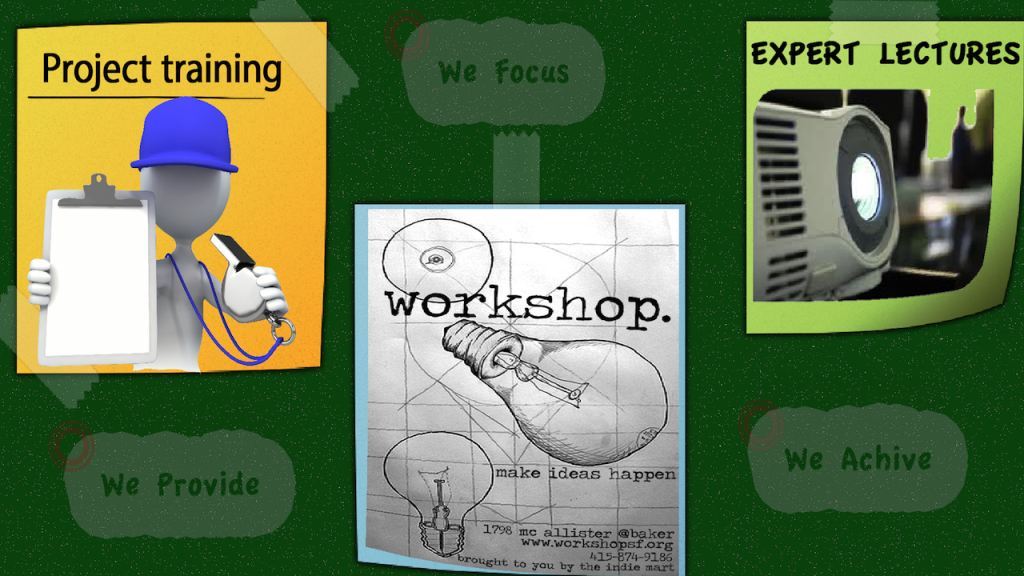 Project training
We Focus
EXPERT LECTURES
workshop.
make ideas happen
1798 mc allister @baker
www.workshopsf.org
415-874-9186
brought to you by the indie mart
We Provide
We Achive